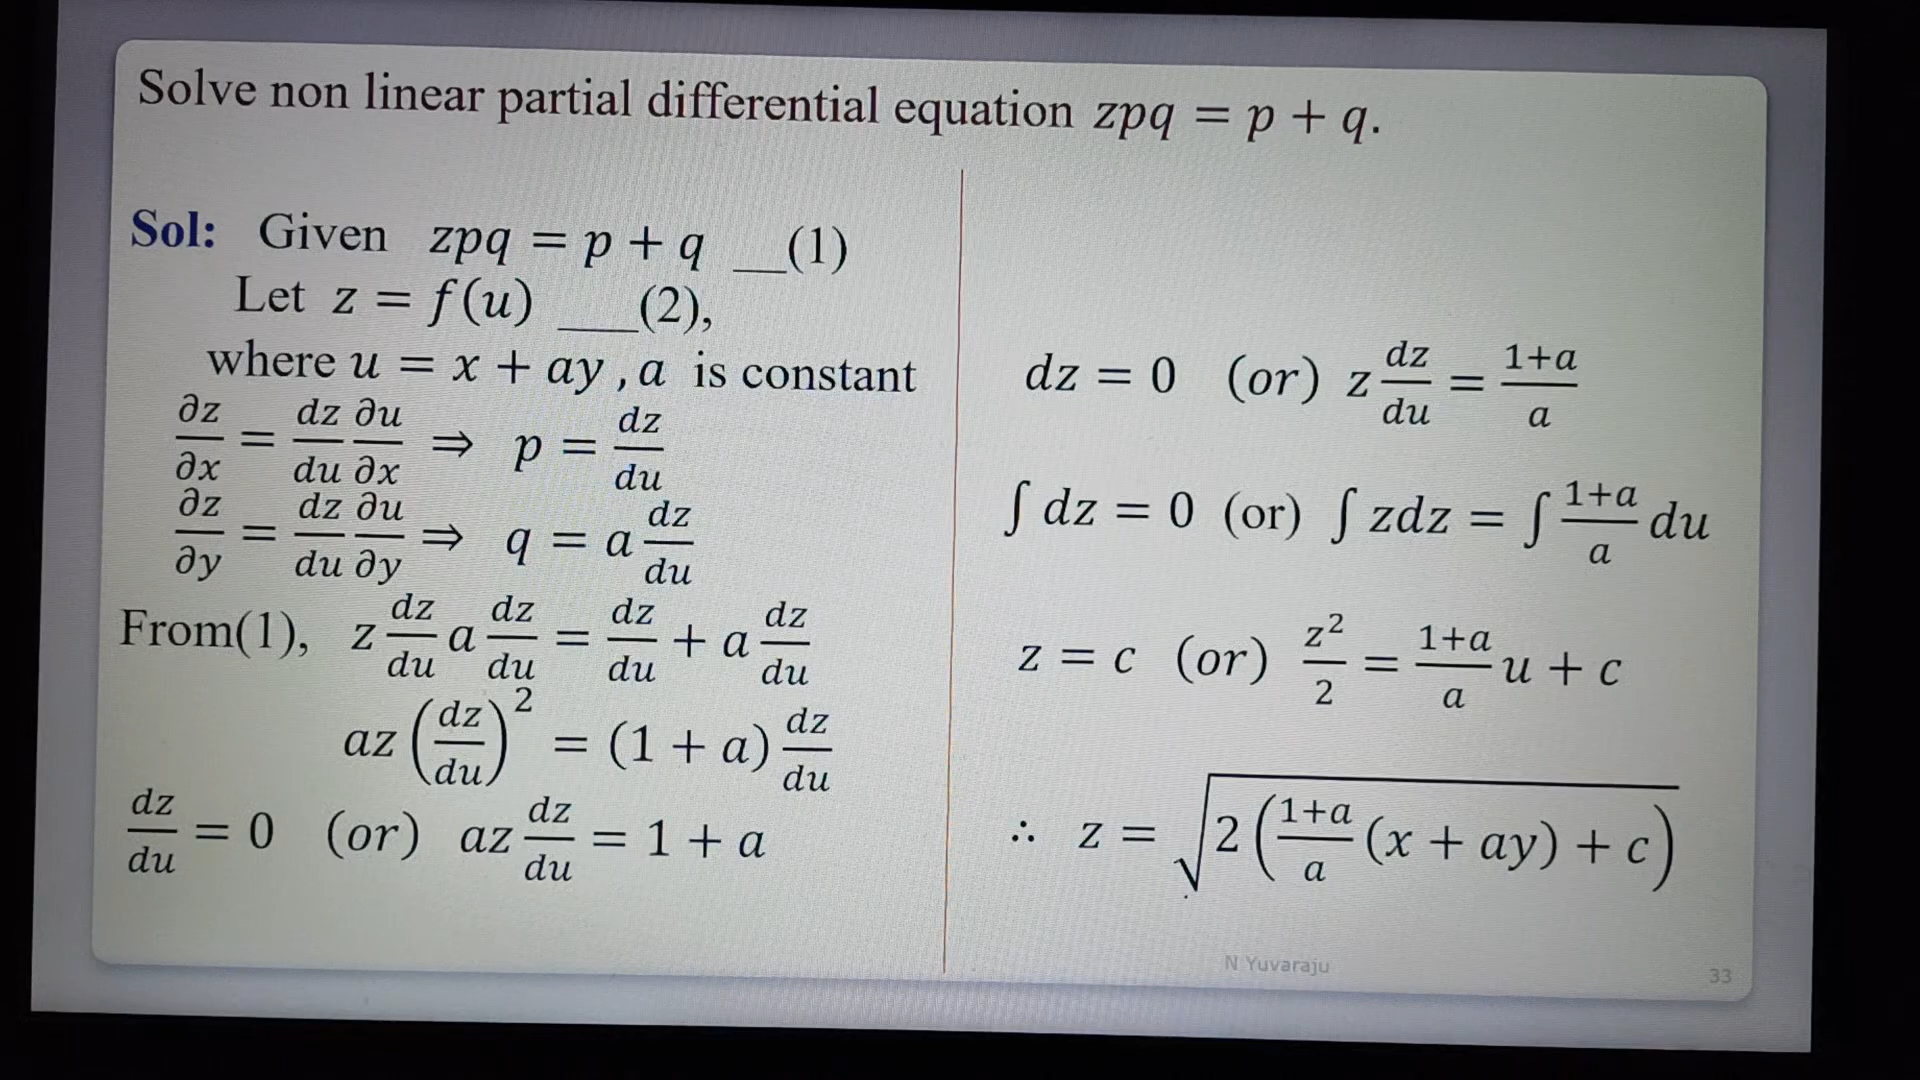 Solve non linear partial differential equation zpq = p + q.
Sol: Given zpq = p + q __(1)
Let z = f(u) ___(2),
where u = x + ay , a is constant
∂z/∂x = dz/du ∂u/∂x ⇒ p = dz/du
∂z/∂y = dz/du ∂u/∂y ⇒ q = a dz/du
From(1), z dz/du a dz/du = dz/du + a dz/du
az (dz/du)² = (1 + a) dz/du
dz/du = 0 (or) az dz/du = 1 + a
dz = 0 (or) z dz/du = 1+a/a
∫ dz = 0 (or) ∫ zdz = ∫ 1+a/a du
z = c (or) z²/2 = 1+a/a u + c
∴ z = √2(1+a/a (x + ay) + c)
N Yuvaraju
33